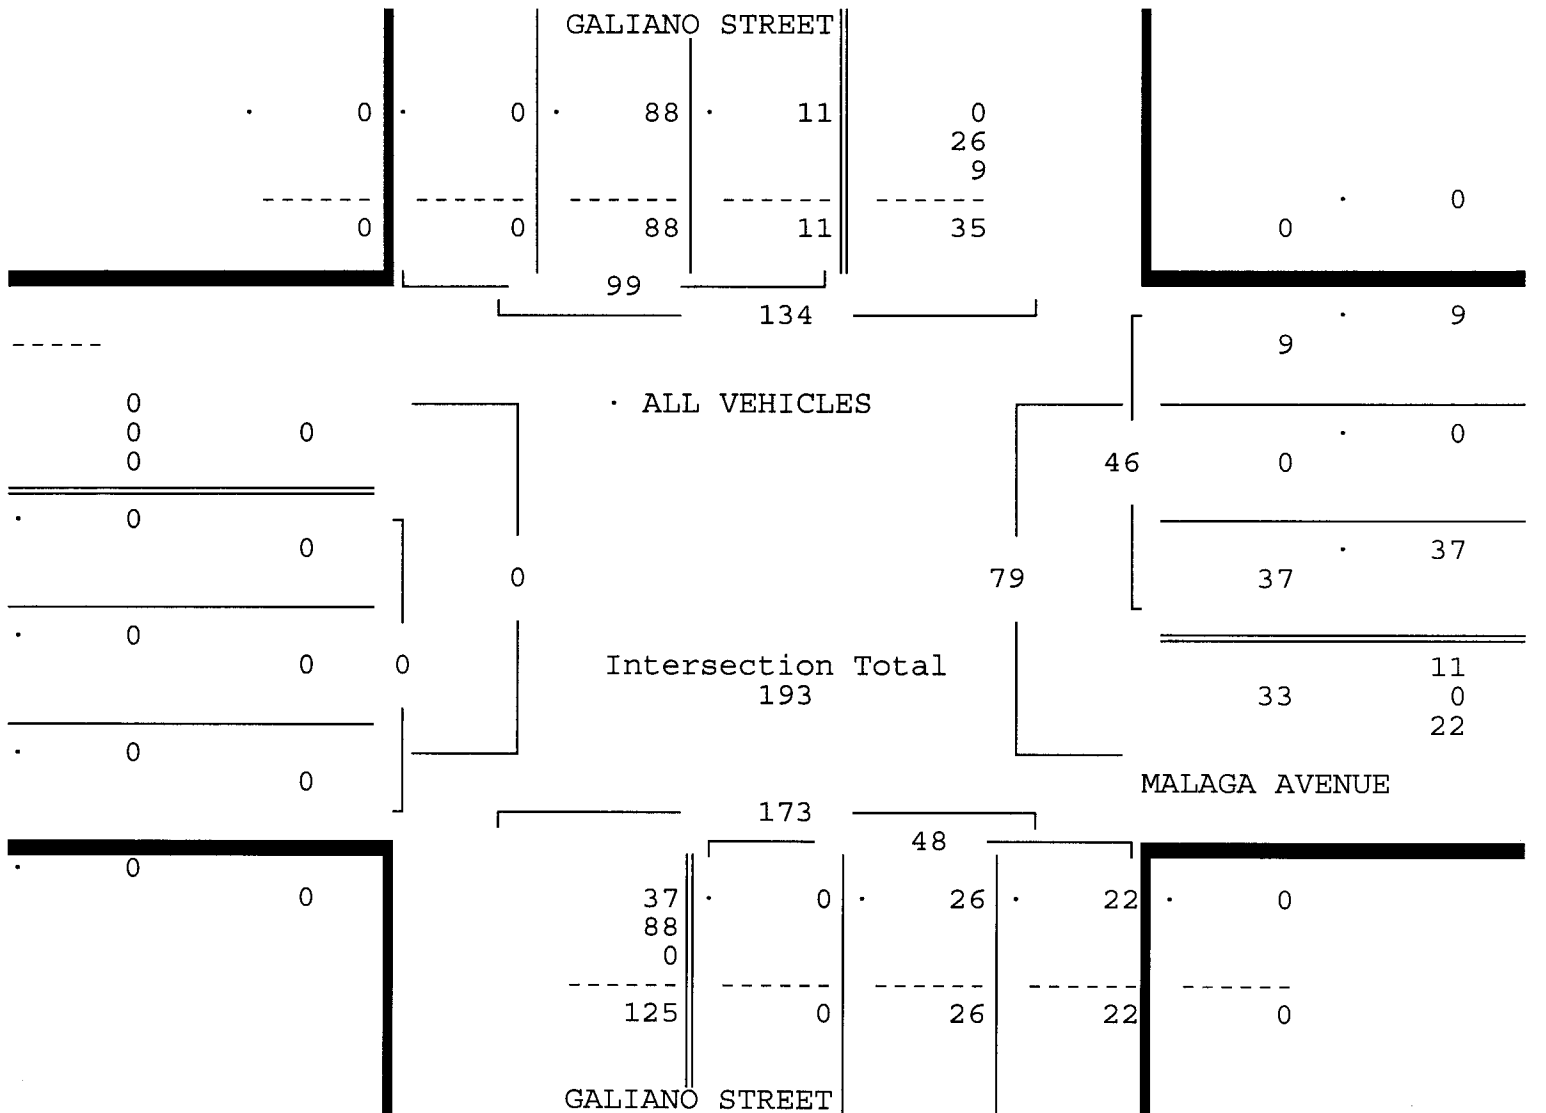 GALIANO STREET
· 0 · 0 · 88 · 11 0
26
9
------ ------ ------ ------ ------ · 0
0 0 88 11 35 0
99
134 · 9
----- 9
0 · ALL VEHICLES
0 0 · 0
0 46 0
· 0
0 · 37
0 79 37
· 0
0 0 Intersection Total 11
193 33 0
22
· 0
0 MALAGA AVENUE
173
48
· 0
0 37 · 0 · 26 · 22 · 0
88
0
------ ------ ------ ------ ------
125 0 26 22 0
GALIANO STREET